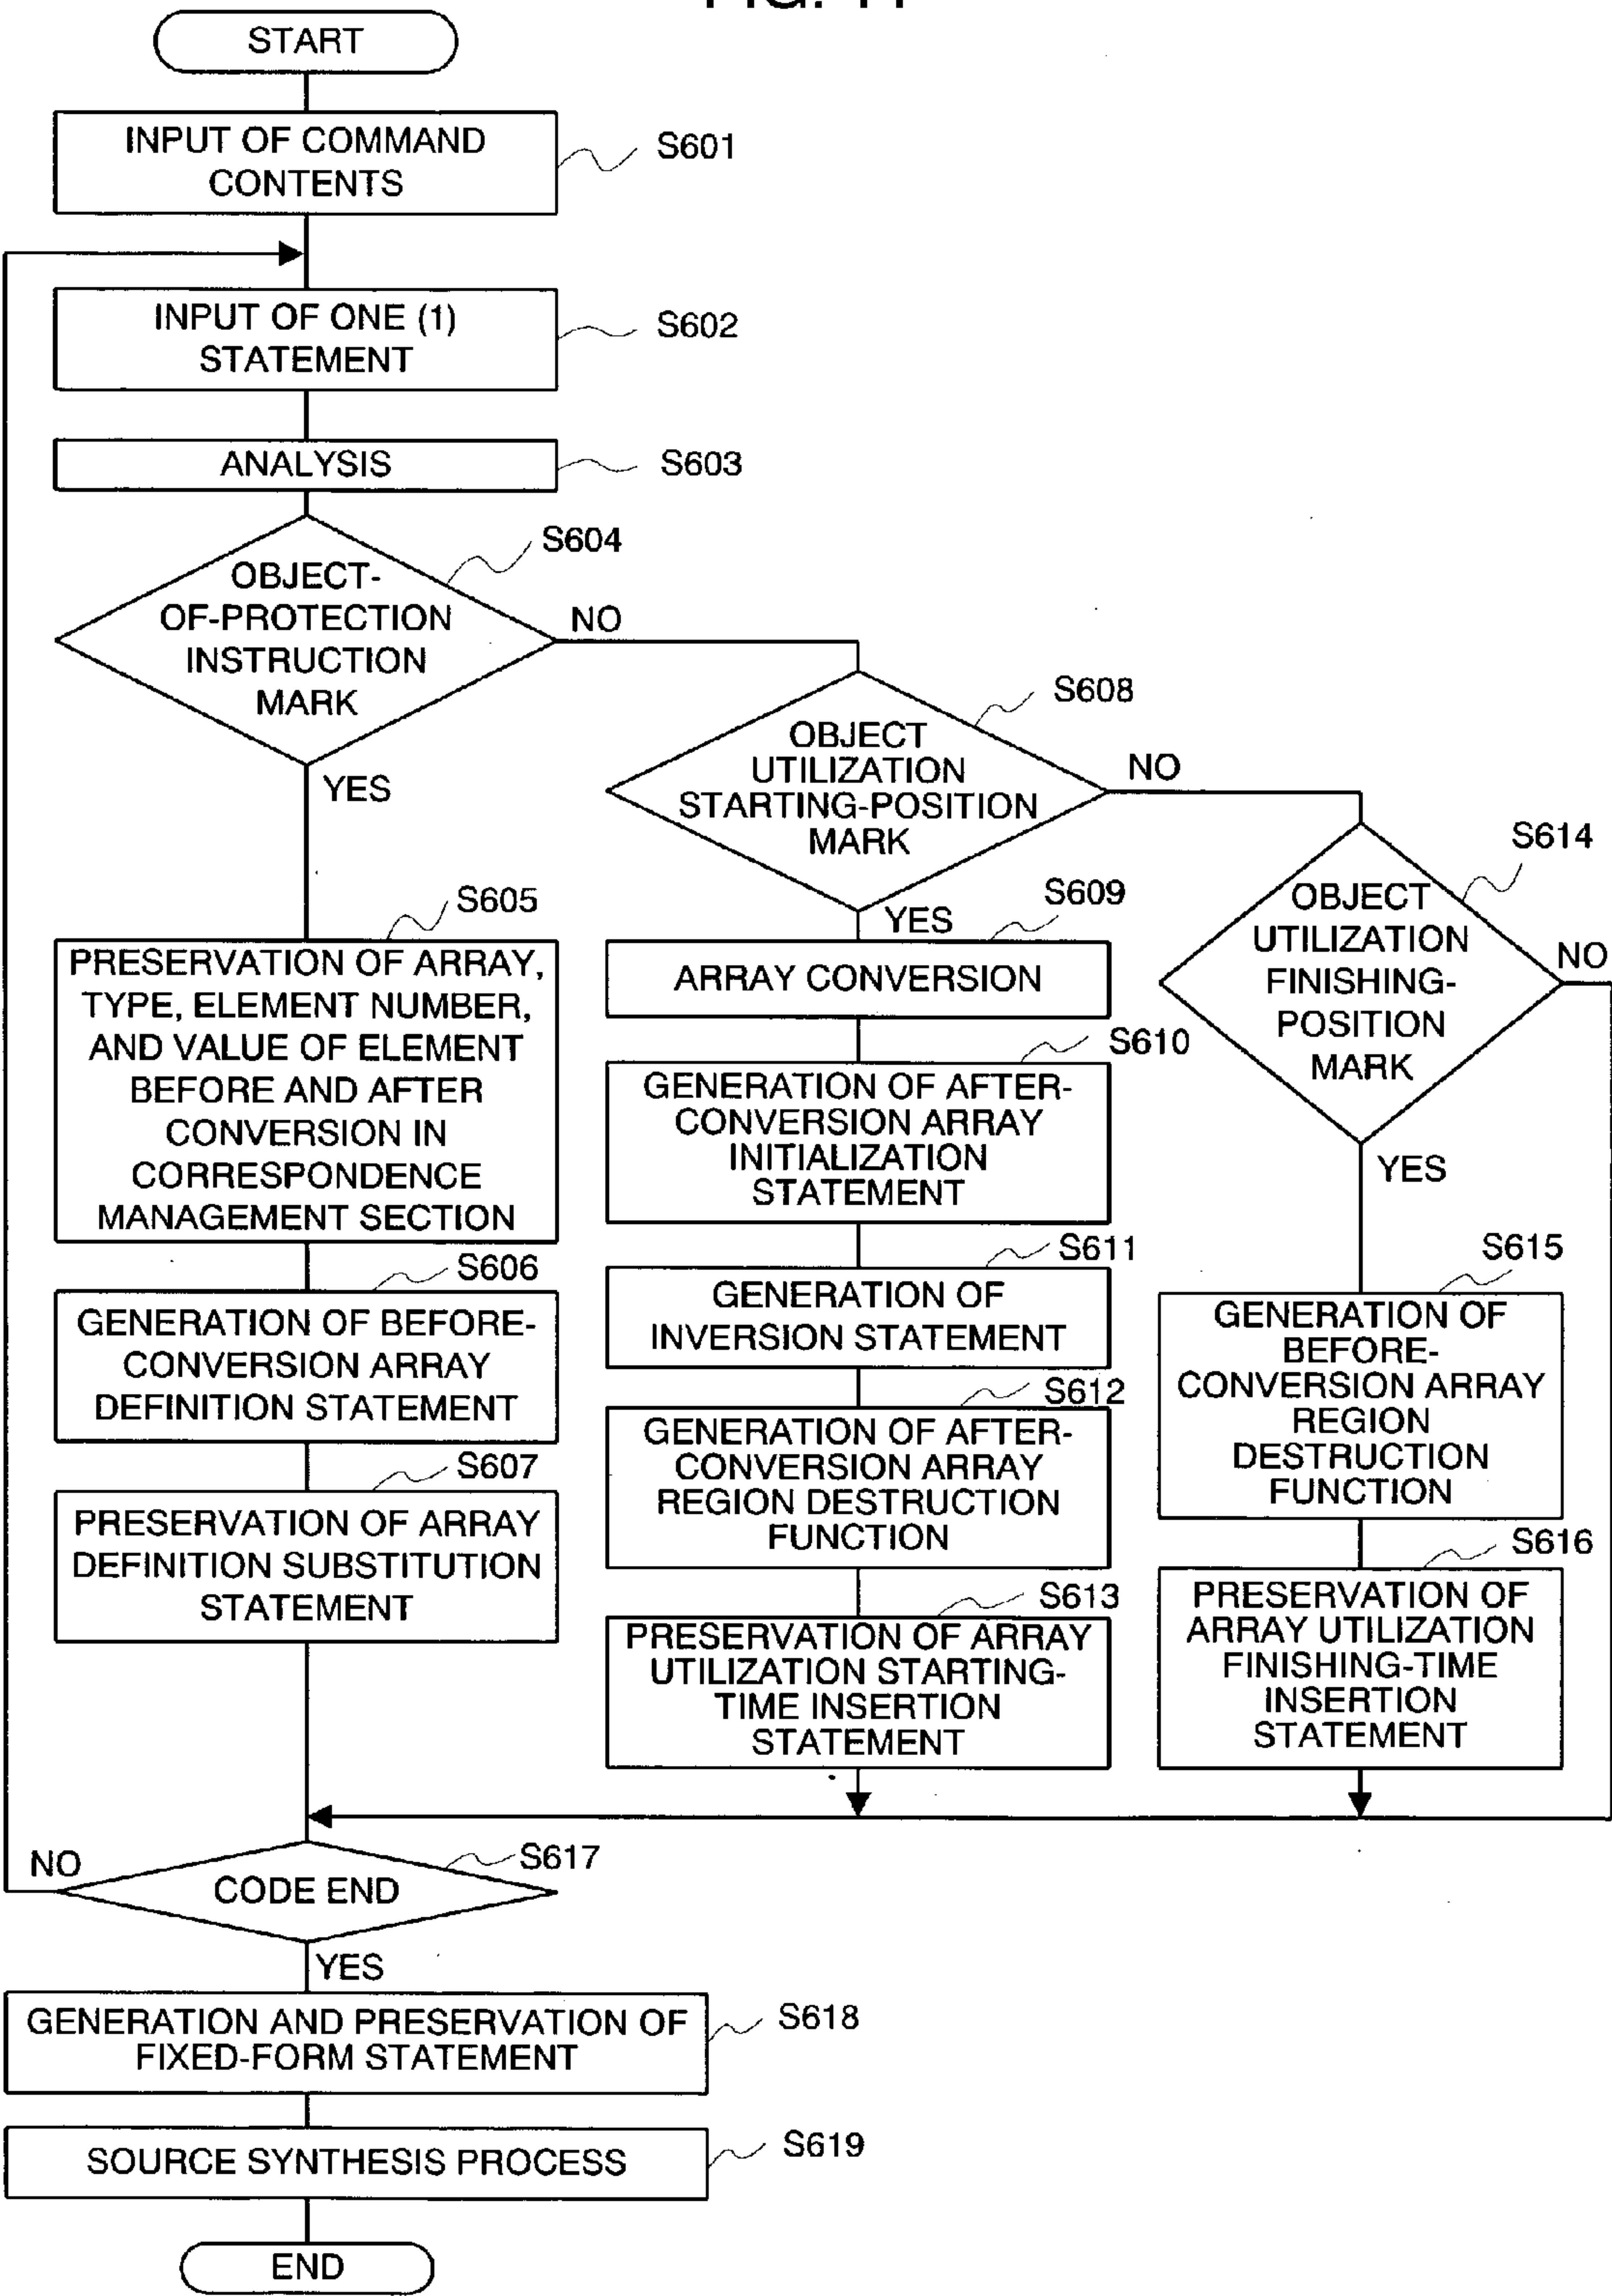 START
INPUT OF COMMAND
CONTENTS
S601
INPUT OF ONE (1)
STATEMENT
S602
ANALYSIS
S603
OBJECT-
OF-PROTECTION
INSTRUCTION
MARK
S604
NO
YES
OBJECT
UTILIZATION
STARTING-POSITION
MARK
S608
NO
YES
OBJECT
UTILIZATION
FINISHING-
POSITION
MARK
S614
NO
YES
S605
PRESERVATION OF ARRAY,
TYPE, ELEMENT NUMBER,
AND VALUE OF ELEMENT
BEFORE AND AFTER
CONVERSION IN
CORRESPONDENCE
MANAGEMENT SECTION
S606
GENERATION OF BEFORE-
CONVERSION ARRAY
DEFINITION STATEMENT
S607
PRESERVATION OF ARRAY
DEFINITION SUBSTITUTION
STATEMENT
S609
ARRAY CONVERSION
S610
GENERATION OF AFTER-
CONVERSION ARRAY
INITIALIZATION
STATEMENT
S611
GENERATION OF
INVERSION STATEMENT
S612
GENERATION OF AFTER-
CONVERSION ARRAY
REGION DESTRUCTION
FUNCTION
S613
PRESERVATION OF ARRAY
UTILIZATION STARTING-
TIME INSERTION
STATEMENT
S615
GENERATION OF
BEFORE-
CONVERSION ARRAY
REGION
DESTRUCTION
FUNCTION
S616
PRESERVATION OF
ARRAY UTILIZATION
FINISHING-TIME
INSERTION
STATEMENT
NO
CODE END
S617
YES
GENERATION AND PRESERVATION OF
FIXED-FORM STATEMENT
S618
SOURCE SYNTHESIS PROCESS
S619
END